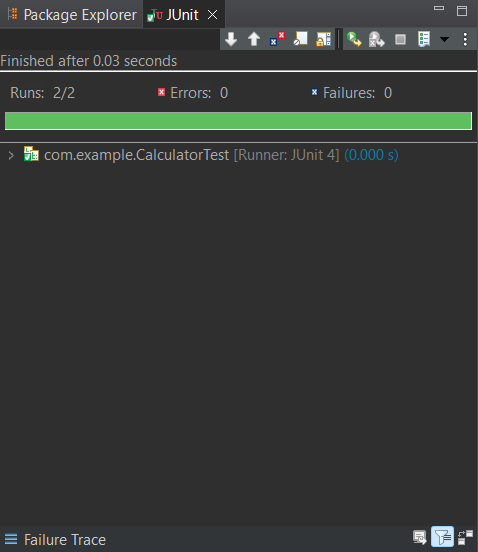 Package Explorer JUnit
Finished after 0.03 seconds
Runs: 2/2 Errors: 0 Failures: 0
com.example.CalculatorTest [Runner: JUnit 4] (0.000 s)
Failure Trace